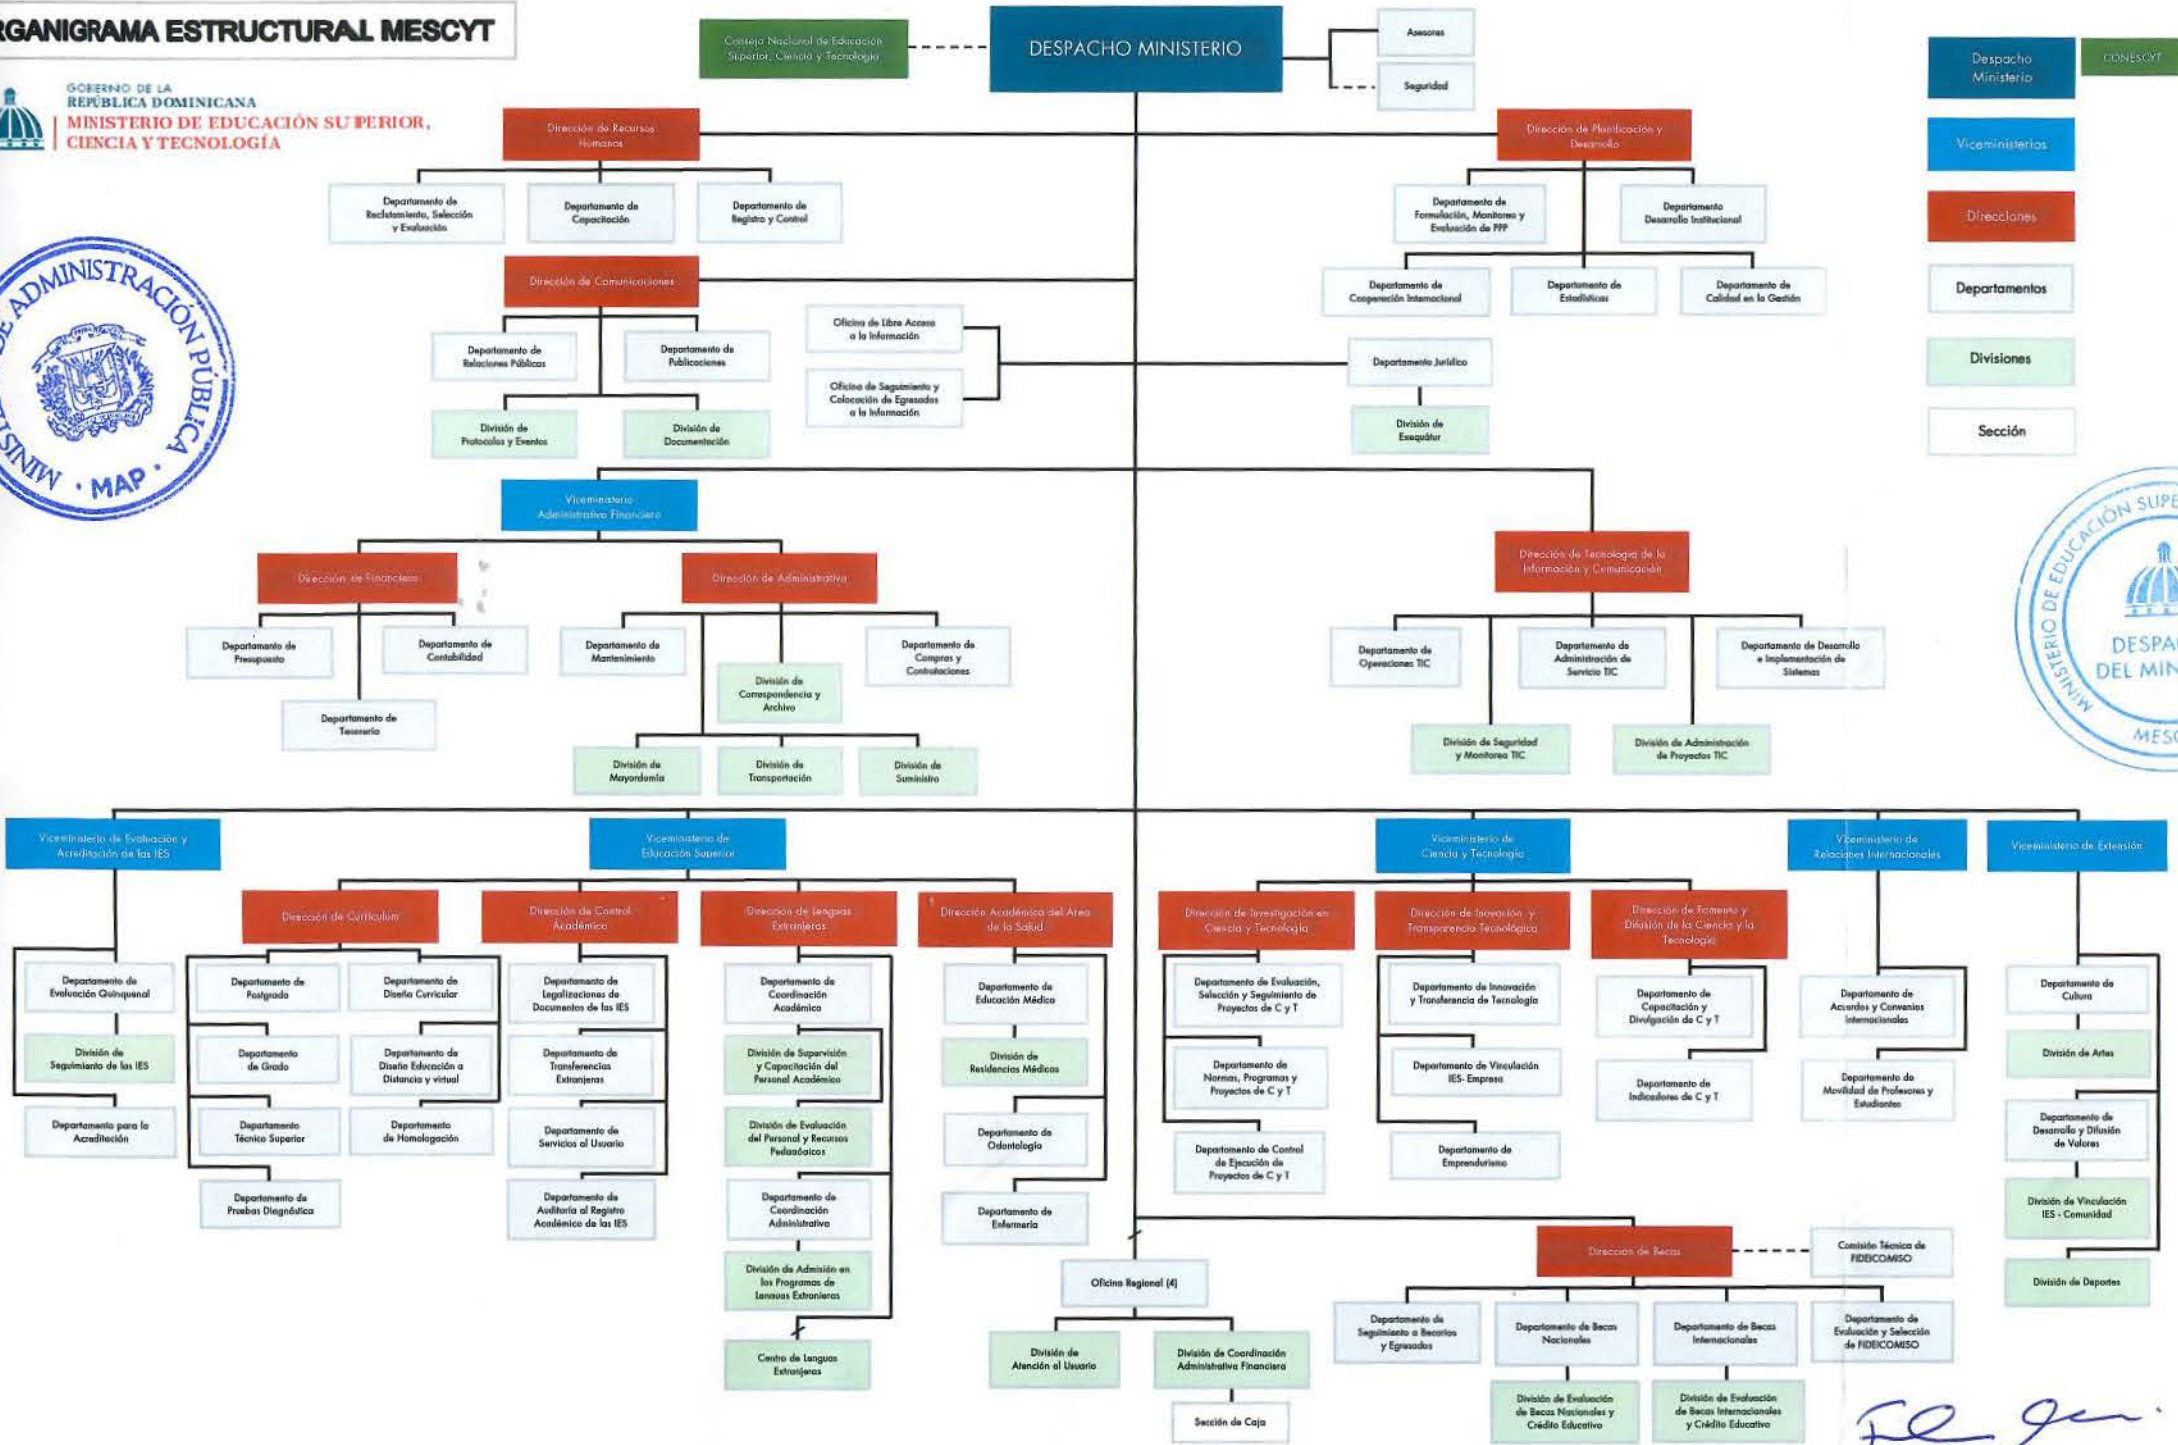 RGANIGRAMA ESTRUCTURAL MESCYT
GOBIERNO DE LA
REPÚBLICA DOMINICANA
MINISTERIO DE EDUCACIÓN SUPERIOR,
CIENCIA Y TECNOLOGÍA
Consejo Nacional de Educación
Superior, Ciencia y Tecnología
DESPACHO MINISTERIO
Asesores
Seguridad
Despacho
Ministerio
CONESCYT
Viceministerios
Direcciones
Departamentos
Divisiones
Sección
Dirección de Recursos
Humanos
Departamento de
Reclutamiento, Selección
y Evaluación
Departamento de
Capacitación
Departamento de
Registro y Control
Dirección de Planificación y
Desarrollo
Departamento de
Formulación, Monitoreo y
Evaluación de PPP
Departamento
Desarrollo Institucional
Departamento de
Cooperación Internacional
Departamento de
Estadísticas
Departamento de
Calidad en la Gestión
Dirección de Comunicaciones
Departamento de
Relaciones Públicas
Departamento de
Publicaciones
División de
Protocolos y Eventos
División de
Documentación
Oficina de Libre Acceso
a la Información
Oficina de Seguimiento y
Colocación de Egresados
a la Información
Departamento Jurídico
División de
Exequátur
DE ADMINISTRACIÓN PÚBLICA
MINIST
· MAP ·
Viceministerio
Administrativo Financiero
Dirección de Financiera
Departamento de
Presupuesto
Departamento de
Contabilidad
Departamento de
Tesorería
Dirección de Administrativa
Departamento de
Mantenimiento
División de
Correspondencia y
Archivo
Departamento de
Compras y
Contrataciones
División de
Mayordomía
División de
Transportación
División de
Suministro
Dirección de Tecnología de la
Información y Comunicación
Departamento de
Operaciones TIC
Departamento de
Administración de
Servicio TIC
Departamento de Desarrollo
e Implementación de
Sistemas
División de Seguridad
y Monitoreo TIC
División de Administración
de Proyectos TIC
MINISTERIO DE EDUCACIÓN SUPE
DESPA
DEL MIN
MESC
Viceministerio de Evaluación y
Acreditación de las IES
Departamento de
Evaluación Quinquenal
División de
Seguimiento de las IES
Departamento para la
Acreditación
Viceministerio de
Educación Superior
Dirección de Currículum
Departamento de
Postgrado
Departamento de
Diseño Curricular
Departamento
de Grado
Departamento de
Diseño Educación a
Distancia y virtual
Departamento
Técnico Superior
Departamento
de Homologación
Departamento de
Pruebas Diagnóstica
Dirección de Control
Académico
Departamento de
Legalizaciones de
Documentos de las IES
Departamento de
Transferencias
Extranjeras
Departamento de
Servicios al Usuario
Departamento de
Auditoría al Registro
Académico de las IES
Dirección de Lenguas
Extranjeras
Departamento de
Coordinación
Académica
División de Supervisión
y Capacitación del
Personal Académico
División de Evaluación
del Personal y Recursos
Pedagógicos
Departamento de
Coordinación
Administrativa
División de Admisión en
los Programas de
Lenguas Extranjeras
Centro de Lenguas
Extranjeras
Dirección Académica del Area
de la Salud
Departamento de
Educación Médica
División de
Residencias Médicas
Departamento de
Odontología
Departamento de
Enfermería
Viceministerio de
Ciencia y Tecnología
Dirección de Investigación en
Ciencia y Tecnología
Departamento de Evaluación,
Selección y Seguimiento de
Proyectos de C y T
Departamento de
Normas, Programas y
Proyectos de C y T
Departamento de Control
de Ejecución de
Proyectos de C y T
Dirección de Inovación y
Transparencia Tecnológica
Departamento de Innovación
y Transferencia de Tecnología
Departamento de Vinculación
IES- Empresa
Departamento de
Emprendurismo
Dirección de Fomento y
Difusión de la Ciencia y la
Tecnología
Departamento de
Capacitación y
Divulgación de C y T
Departamento de
Indicadores de C y T
Viceministerio de
Relaciones Internacionales
Departamento de
Acuerdos y Convenios
internacionales
Departamento de
Movilidad de Profesores y
Estudiantes
Viceministerio de Extensión
Departamento de
Cultura
División de Artes
Departamento de
Desarrollo y Difusión
de Valores
División de Vinculación
IES - Comunidad
División de Deportes
Oficina Regional (4)
División de
Atención al Usuario
División de Coordinación
Administrativa Financiera
Sección de Caja
Dirección de Becas
Comisión Técnica de
FIDEICOMISO
Departamento de
Seguimiento a Becarios
y Egresados
Departamento de Becas
Nacionales
Departamento de Becas
Internacionales
Departamento de
Evaluación y Selección
de FIDEICOMISO
División de Evaluación
de Becas Nacionales y
Crédito Educativo
División de Evaluación
de Becas Internacionales
y Crédito Educativo